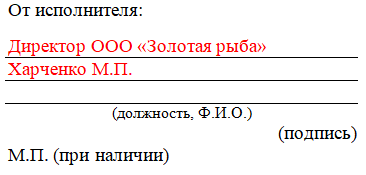 От исполнителя:
Директор ООО «Золотая рыба»
Харченко М.П.
(должность, Ф.И.О.)
(подпись)
М.П. (при наличии)